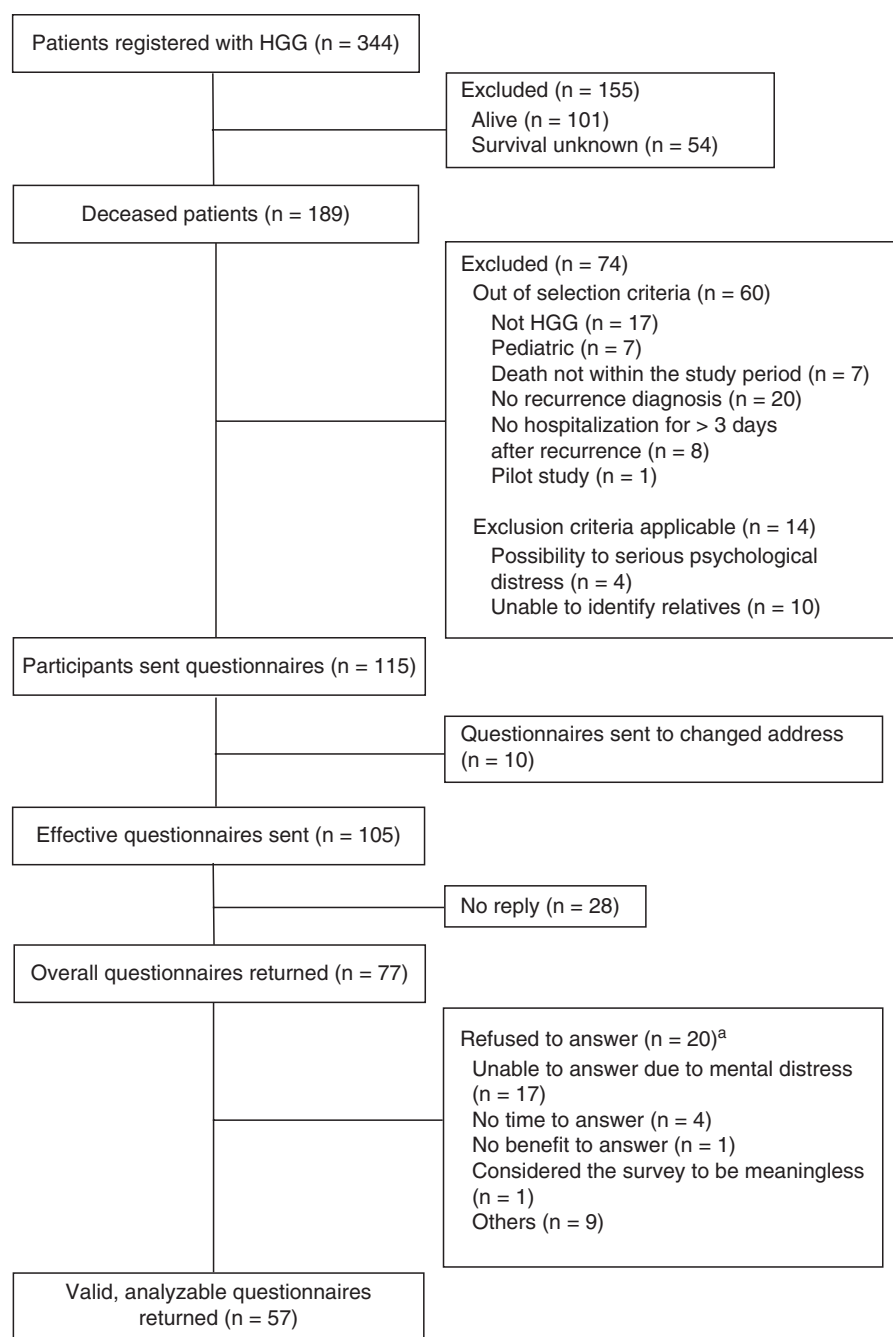 Patients registered with HGG (n = 344)
Excluded (n = 155)
Alive (n = 101)
Survival unknown (n = 54)
Deceased patients (n = 189)
Excluded (n = 74)
Out of selection criteria (n = 60)
Not HGG (n = 17)
Pediatric (n = 7)
Death not within the study period (n = 7)
No recurrence diagnosis (n = 20)
No hospitalization for > 3 days
after recurrence (n = 8)
Pilot study (n = 1)
Exclusion criteria applicable (n = 14)
Possibility to serious psychological
distress (n = 4)
Unable to identify relatives (n = 10)
Participants sent questionnaires (n = 115)
Questionnaires sent to changed address
(n = 10)
Effective questionnaires sent (n = 105)
No reply (n = 28)
Overall questionnaires returned (n = 77)
Refused to answer (n = 20)a
Unable to answer due to mental distress
(n = 17)
No time to answer (n = 4)
No benefit to answer (n = 1)
Considered the survey to be meaningless
(n = 1)
Others (n = 9)
Valid, analyzable questionnaires
returned (n = 57)